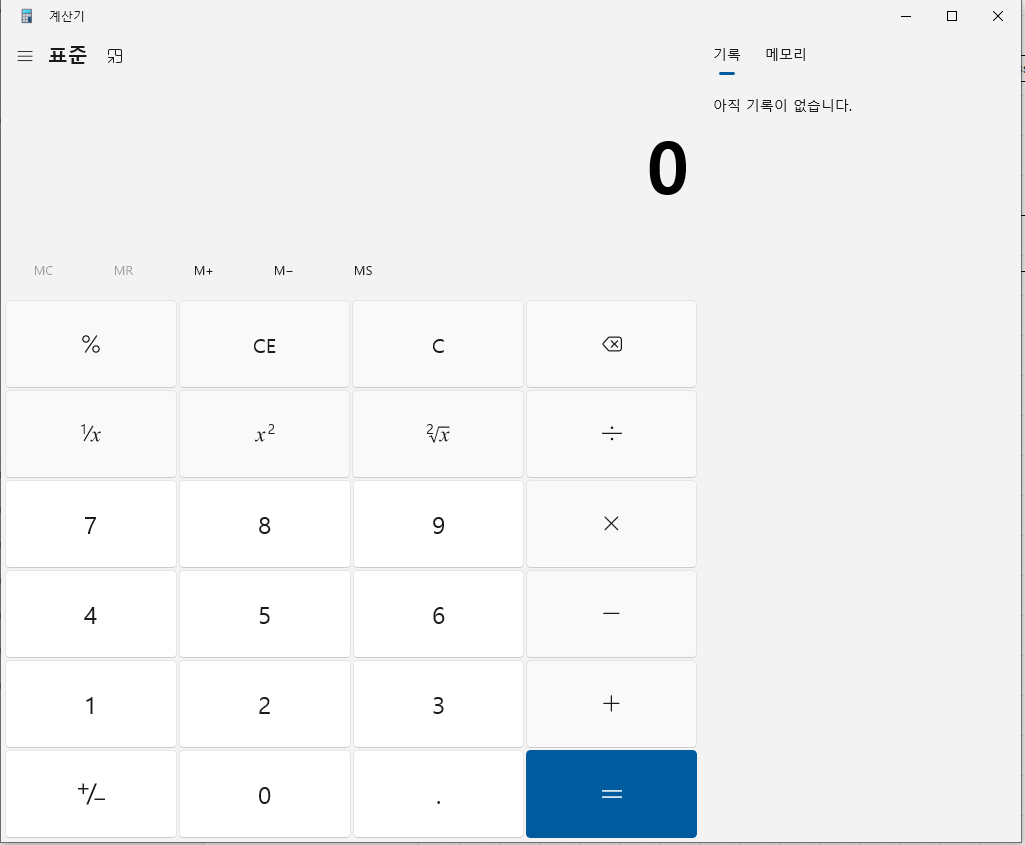 계산기
표준
기록 메모리
아직 기록이 없습니다.
0
MC MR M+ M− MS
% CE C
¹/x x² ²√x ÷
7 8 9 ×
4 5 6 −
1 2 3 +
+/− 0 . =